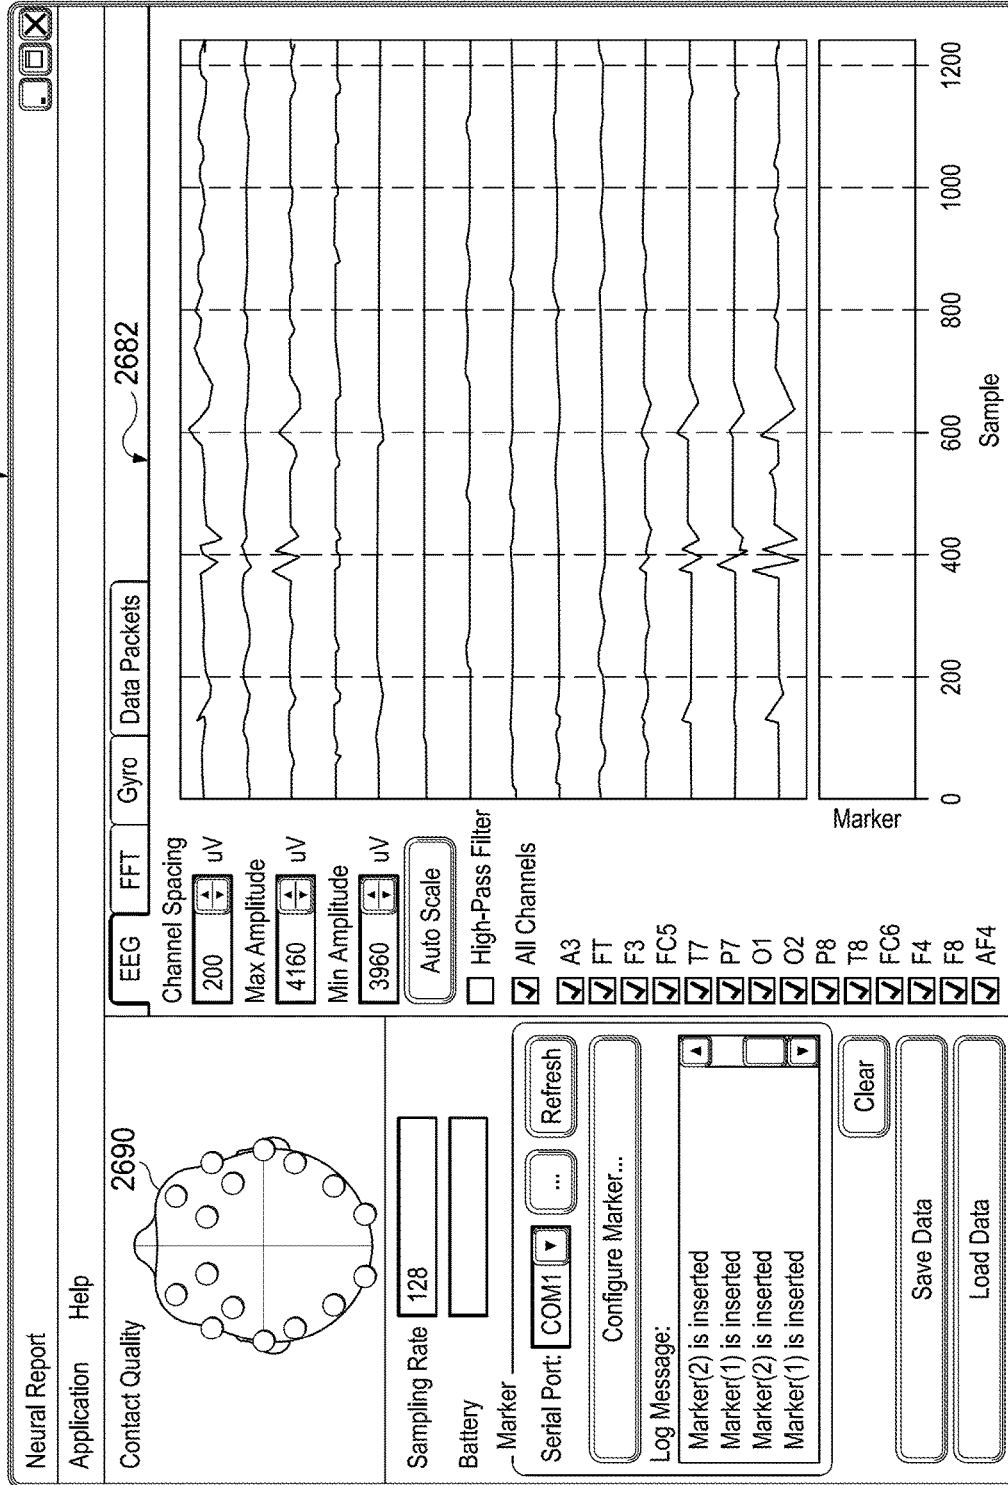 Neural Report
Application Help
Contact Quality
2690
Sampling Rate 128
Battery
Marker
Serial Port: COM1 ... Refresh
Configure Marker...
Log Message:
Marker(2) is inserted
Marker(1) is inserted
Marker(2) is inserted
Marker(1) is inserted
Clear
Save Data
Load Data
EEG FFT Gyro Data Packets
2682
Channel Spacing
200 uV
Max Amplitude
4160 uV
Min Amplitude
3960 uV
Auto Scale
High-Pass Filter
All Channels
A3
FT
F3
FC5
T7
P7
O1
O2
P8
T8
FC6
F4
F8
AF4
Marker
0 200 400 600 800 1000 1200
Sample